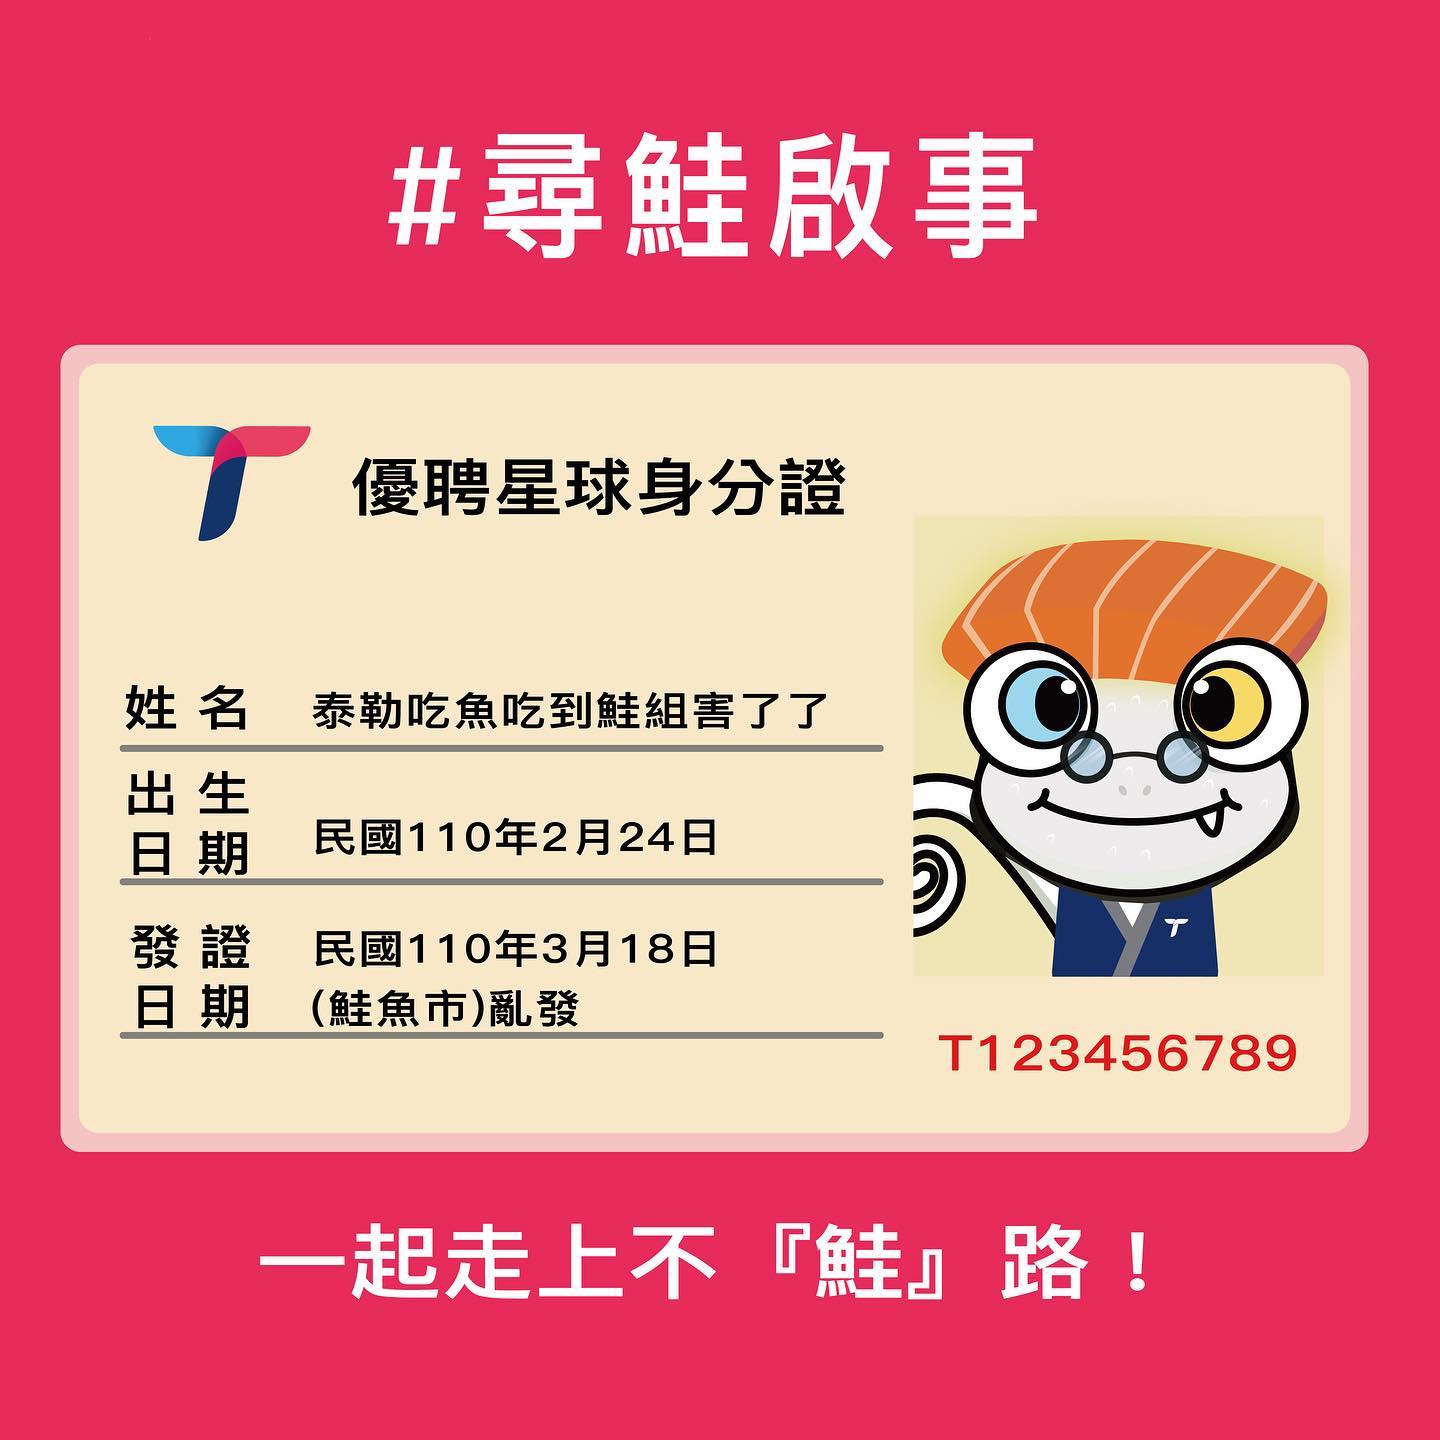 #尋鮭啟事
優聘星球身分證
姓名 泰勒吃魚吃到鮭組害了了
出生
日期 民國110年2月24日
發證 民國110年3月18日
日期 (鮭魚市)亂發
T123456789
一起走上不『鮭』路！